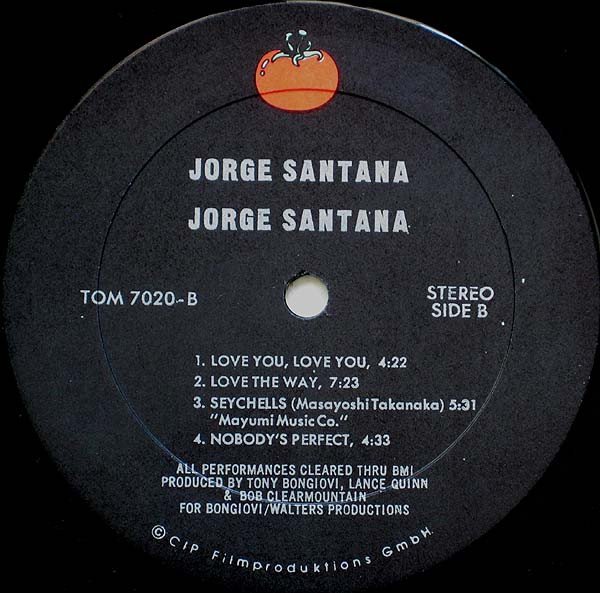 JORGE SANTANA
JORGE SANTANA
TOM 7020-B
STEREO
SIDE B
1. LOVE YOU, LOVE YOU, 4:22
2. LOVE THE WAY, 7:23
3. SEYCHELLS (Masayoshi Takanaka) 5:31
"Mayumi Music Co."
4. NOBODY'S PERFECT, 4:33
ALL PERFORMANCES CLEARED THRU BMI
PRODUCED BY TONY BONGIOVI, LANCE QUINN
& BOB CLEARMOUNTAIN
FOR BONGIOVI/WALTERS PRODUCTIONS
© CIP Filmproduktions GmbH.